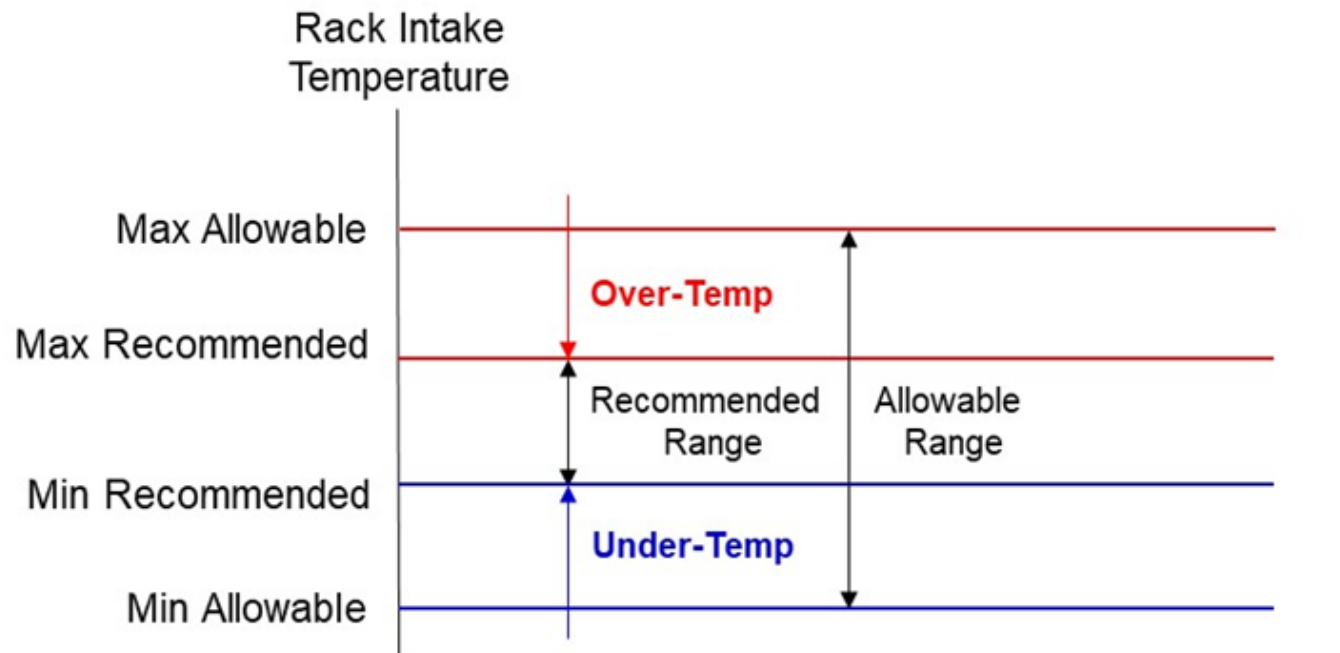 Rack Intake
Temperature
Max Allowable
Over-Temp
Max Recommended
Recommended
Range
Allowable
Range
Min Recommended
Under-Temp
Min Allowable